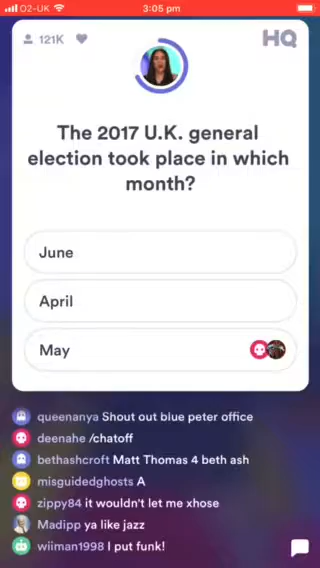 O2-UK
3:05 pm
121K
HQ
The 2017 U.K. general
election took place in which
month?
June
April
May
queenanya Shout out blue peter office
deenahe /chatoff
bethashcroft Matt Thomas 4 beth ash
misguidedghosts A
zippy84 it wouldn't let me xhose
Madipp ya like jazz
wiiman1998 I put funk!